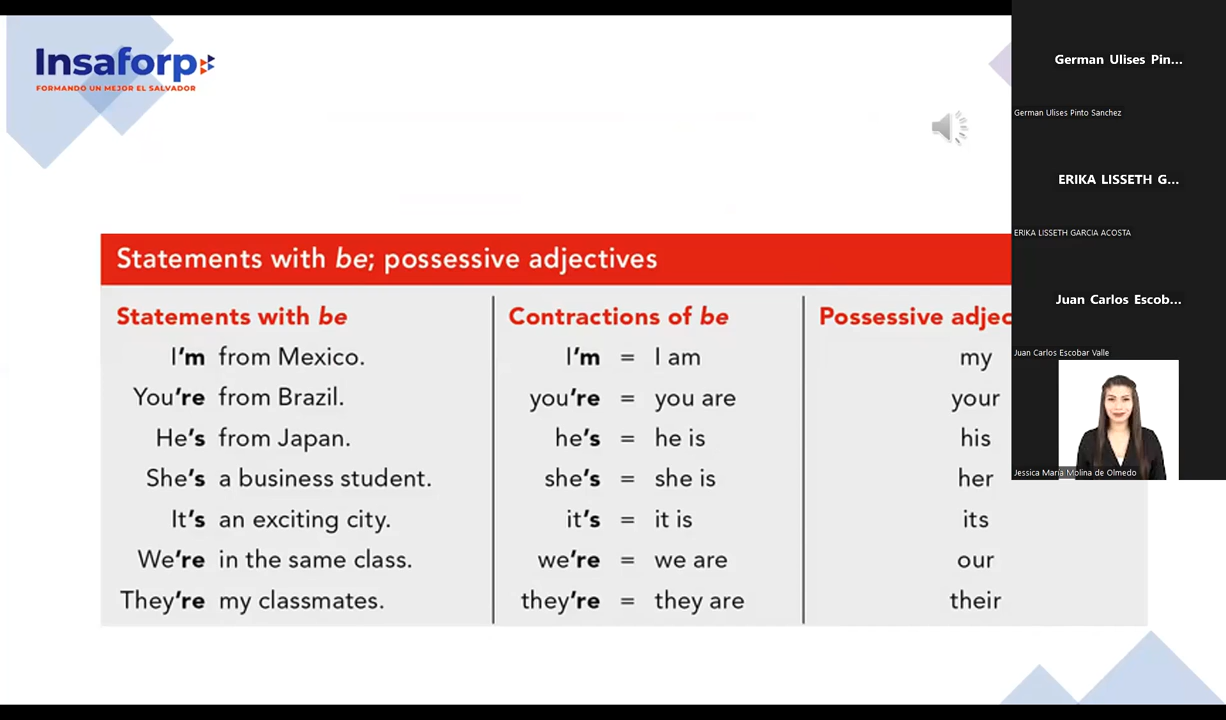 Insaforp
FORMANDO UN MEJOR EL SALVADOR
Statements with be; possessive adjectives
Statements with be
I'm from Mexico.
You're from Brazil.
He's from Japan.
She's a business student.
It's an exciting city.
We're in the same class.
They're my classmates.
Contractions of be
I'm = I am
you're = you are
he's = he is
she's = she is
it's = it is
we're = we are
they're = they are
Possessive adjec
my
your
his
her
its
our
their
German Ulises Pin...
German Ulises Pinto Sanchez
ERIKA LISSETH G...
ERIKA LISSETH GARCIA ACOSTA
Juan Carlos Escob...
Juan Carlos Escobar Valle
Jessica María Molina de Olmedo